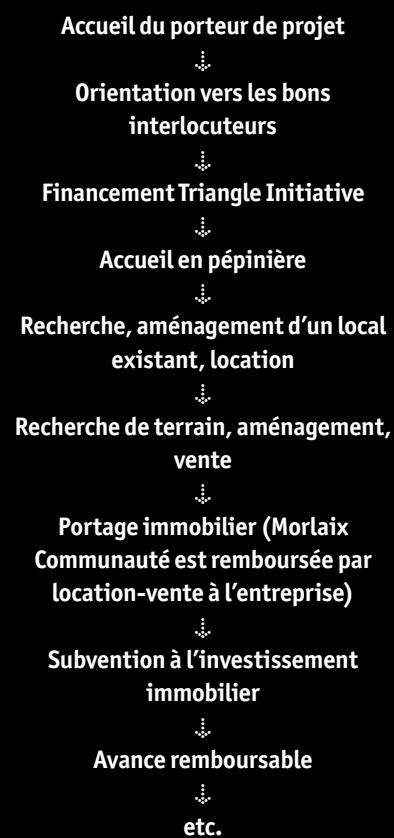 Accueil du porteur de projet
Orientation vers les bons
interlocuteurs
Financement Triangle Initiative
Accueil en pépinière
Recherche, aménagement d'un local
existant, location
Recherche de terrain, aménagement,
vente
Portage immobilier (Morlaix
Communauté est remboursée par
location-vente à l'entreprise)
Subvention à l'investissement
immobilier
Avance remboursable
etc.